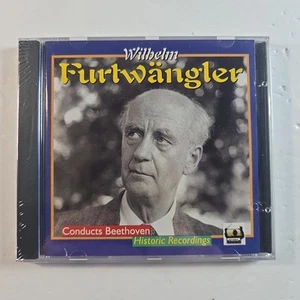 Wilhelm
Furtwängler
Conducts Beethoven
Historic Recordings